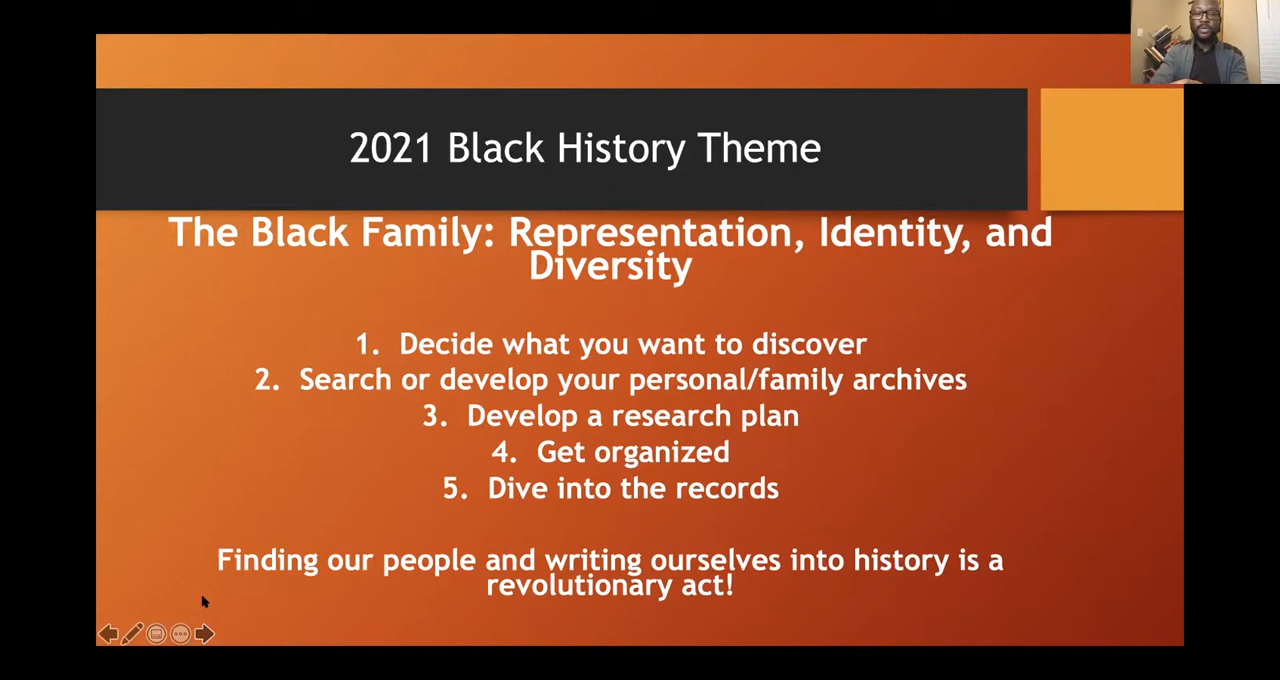 2021 Black History Theme
The Black Family: Representation, Identity, and
Diversity
1. Decide what you want to discover
2. Search or develop your personal/family archives
3. Develop a research plan
4. Get organized
5. Dive into the records
Finding our people and writing ourselves into history is a
revolutionary act!